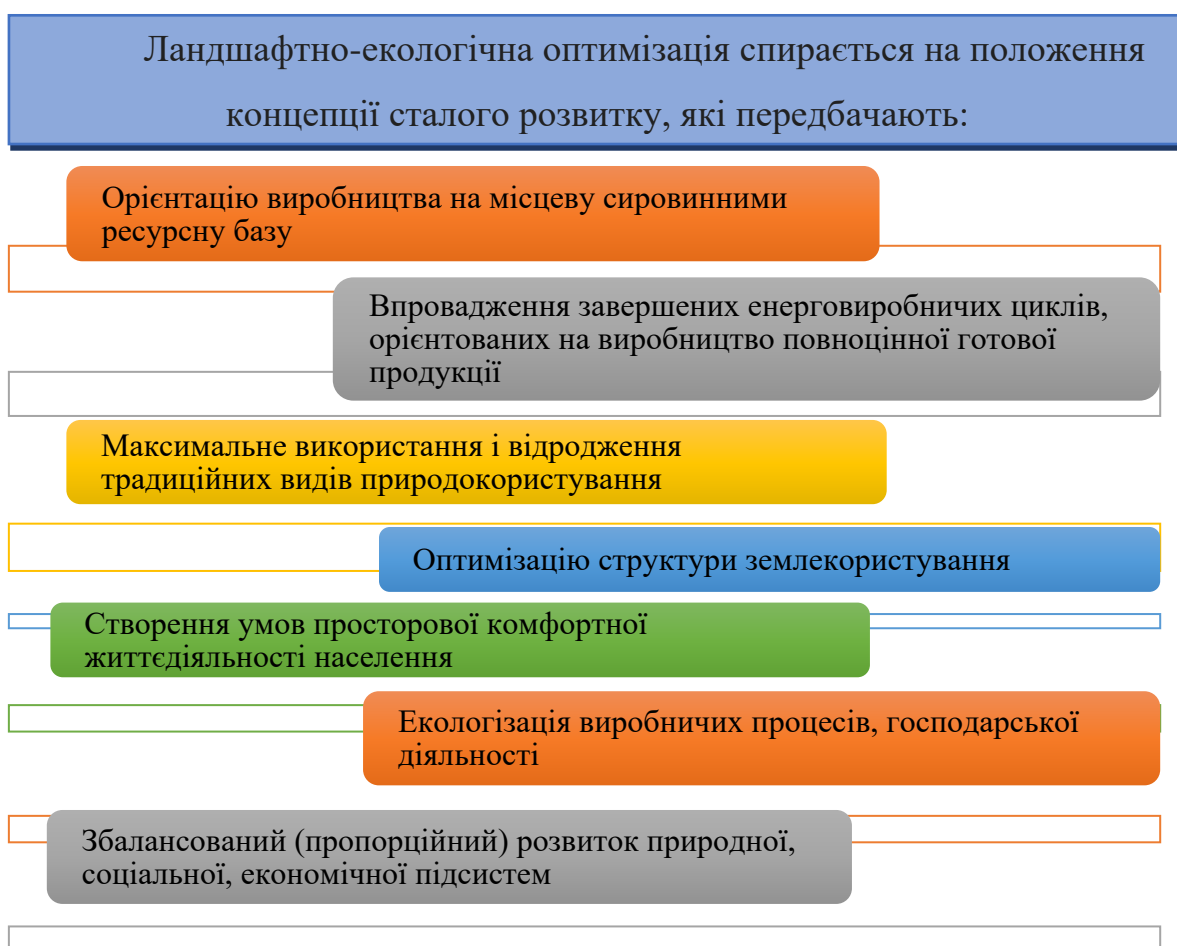 Ландшафтно-екологічна оптимізація спирається на положення
концепції сталого розвитку, які передбачають:
Орієнтацію виробництва на місцеву сировинними
ресурсну базу
Впровадження завершених енерговиробничих циклів,
орієнтованих на виробництво повноцінної готової
продукції
Максимальне використання і відродження
традиційних видів природокористування
Оптимізацію структури землекористування
Створення умов просторової комфортної
життєдіяльності населення
Екологізація виробничих процесів, господарської
діяльності
Збалансований (пропорційний) розвиток природної,
соціальної, економічної підсистем